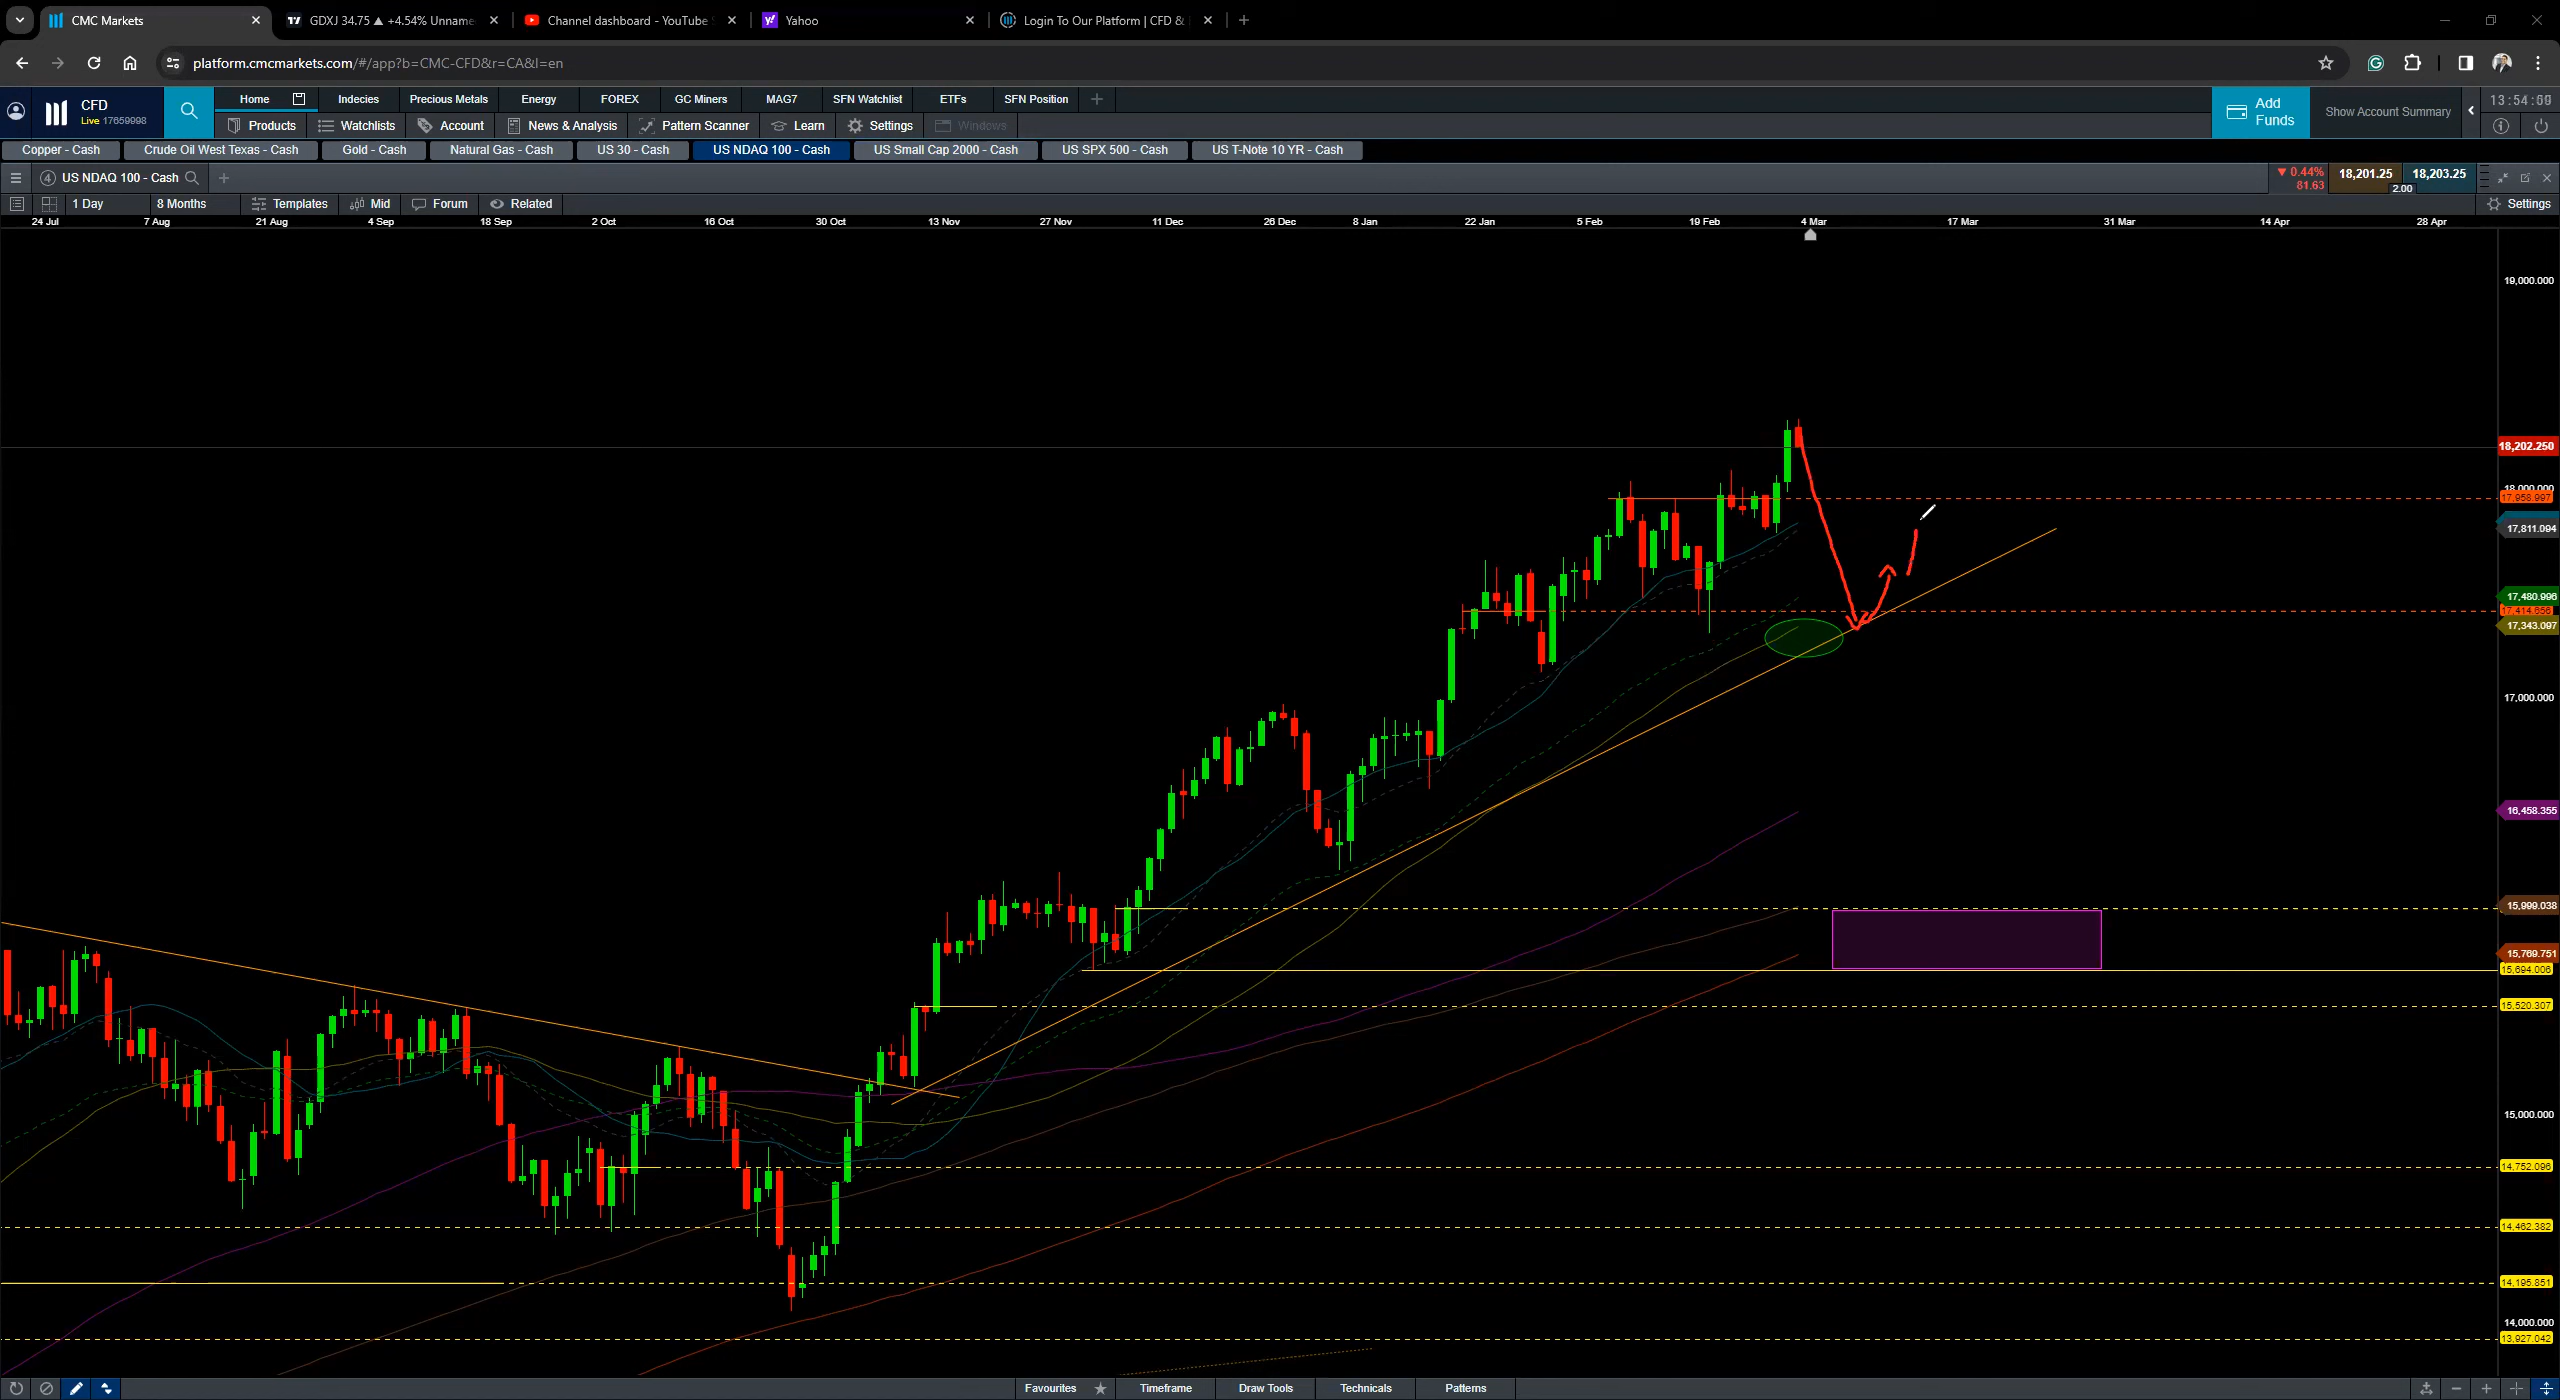 CMC Markets
GDXJ 34.75 ▲ +4.54% Unname
Channel dashboard - YouTube
Yahoo
Login To Our Platform | CFD &
platform.cmcmarkets.com/#/app?b=CMC-CFD&r=CA&l=en
CFD
Live 17659998
Home Indecies Precious Metals Energy FOREX GC Miners MAG7 SFN Watchlist ETFs SFN Position
Products Watchlists Account News & Analysis Pattern Scanner Learn Settings Windows
Add Funds
Show Account Summary
13:54:00
Copper - Cash Crude Oil West Texas - Cash Gold - Cash Natural Gas - Cash US 30 - Cash US NDAQ 100 - Cash US Small Cap 2000 - Cash US SPX 500 - Cash US T-Note 10 YR - Cash
4 US NDAQ 100 - Cash
▼ 0.44%
81.63
18,201.25 18,203.25
2.00
1 Day 8 Months Templates Mid Forum Related Settings
24 Jul 7 Aug 21 Aug 4 Sep 18 Sep 2 Oct 16 Oct 30 Oct 13 Nov 27 Nov 11 Dec 26 Dec 8 Jan 22 Jan 5 Feb 19 Feb 4 Mar 17 Mar 31 Mar 14 Apr 28 Apr
19,000.000
18,202.250
18,000.000
17,958.997
17,811.094
17,480.996
17,414.656
17,343.097
17,000.000
16,458.355
15,999.038
15,769.751
15,694.006
15,520.307
15,000.000
14,752.096
14,462.382
14,195.851
14,000.000
13,927.042
Favourites Timeframe Draw Tools Technicals Patterns